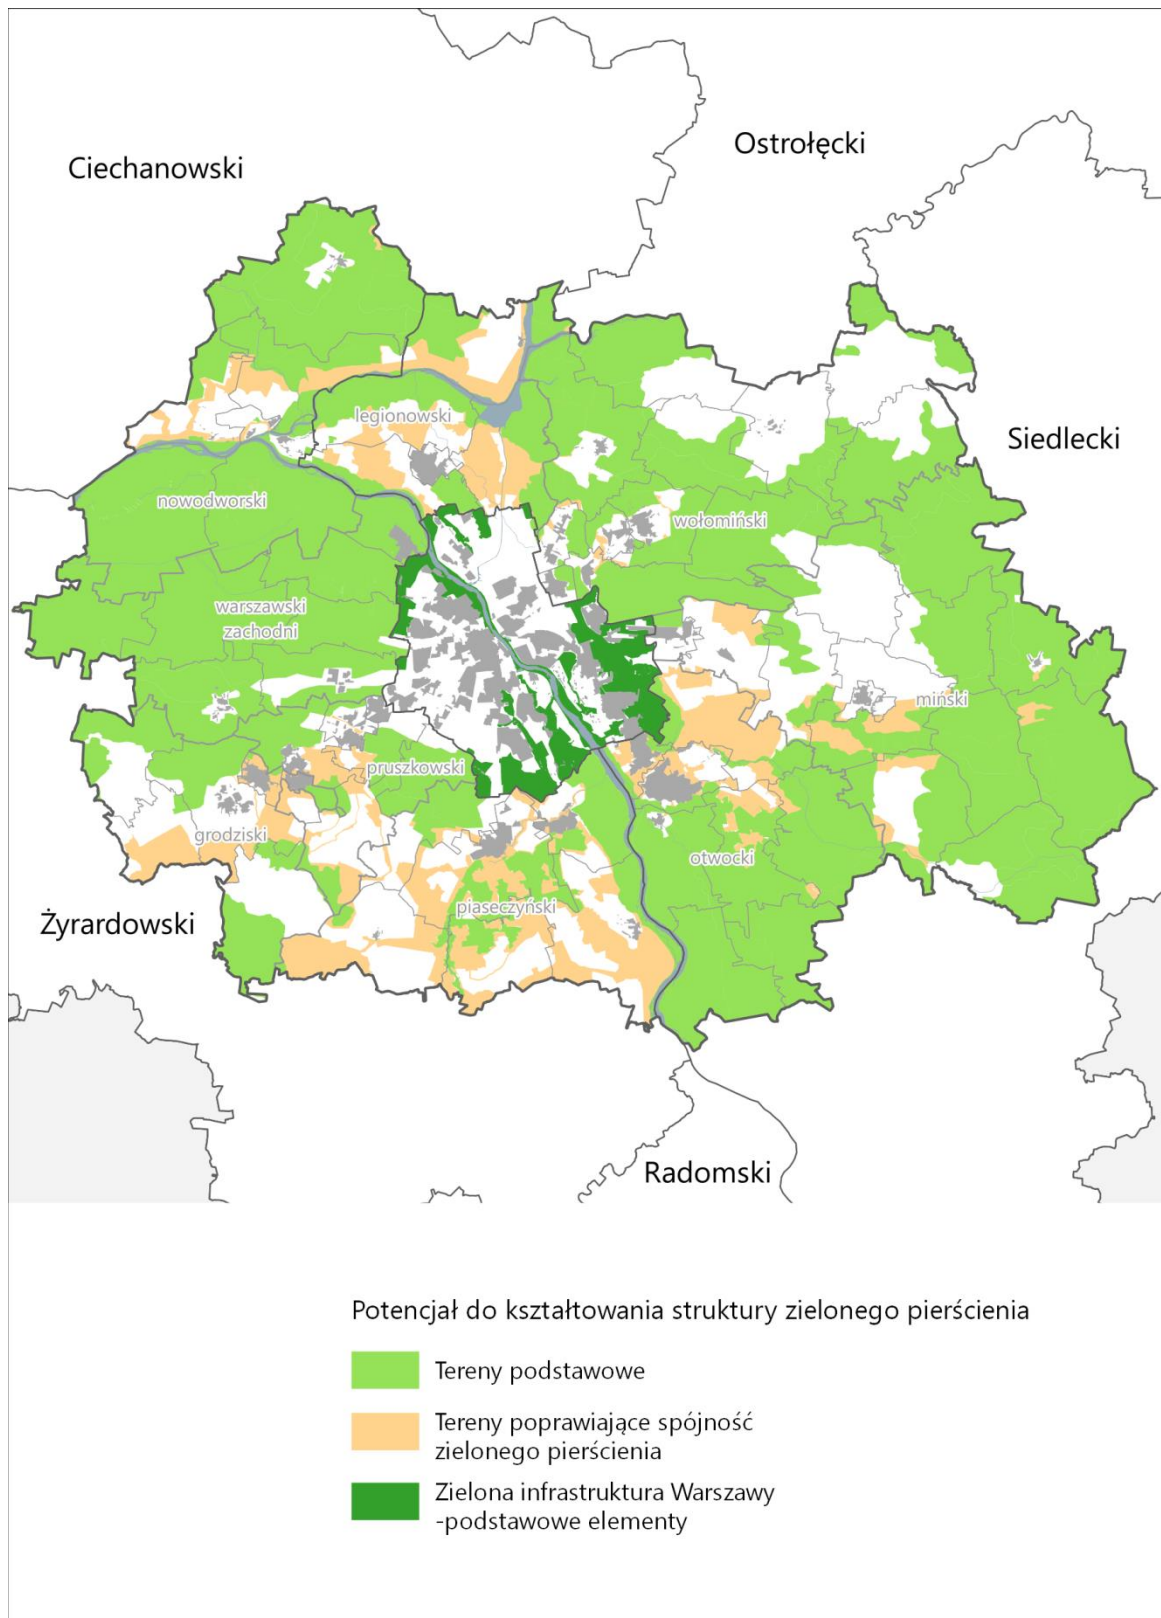 Ciechanowski
Ostrołęcki
legionowski
Siedlecki
nowodworski
wołomiński
warszawski
zachodni
miński
pruszkowski
grodziski
otwocki
piaseczyński
Żyrardowski
Radomski
Potencjał do kształtowania struktury zielonego pierścienia
Tereny podstawowe
Tereny poprawiające spójność
zielonego pierścienia
Zielona infrastruktura Warszawy
-podstawowe elementy